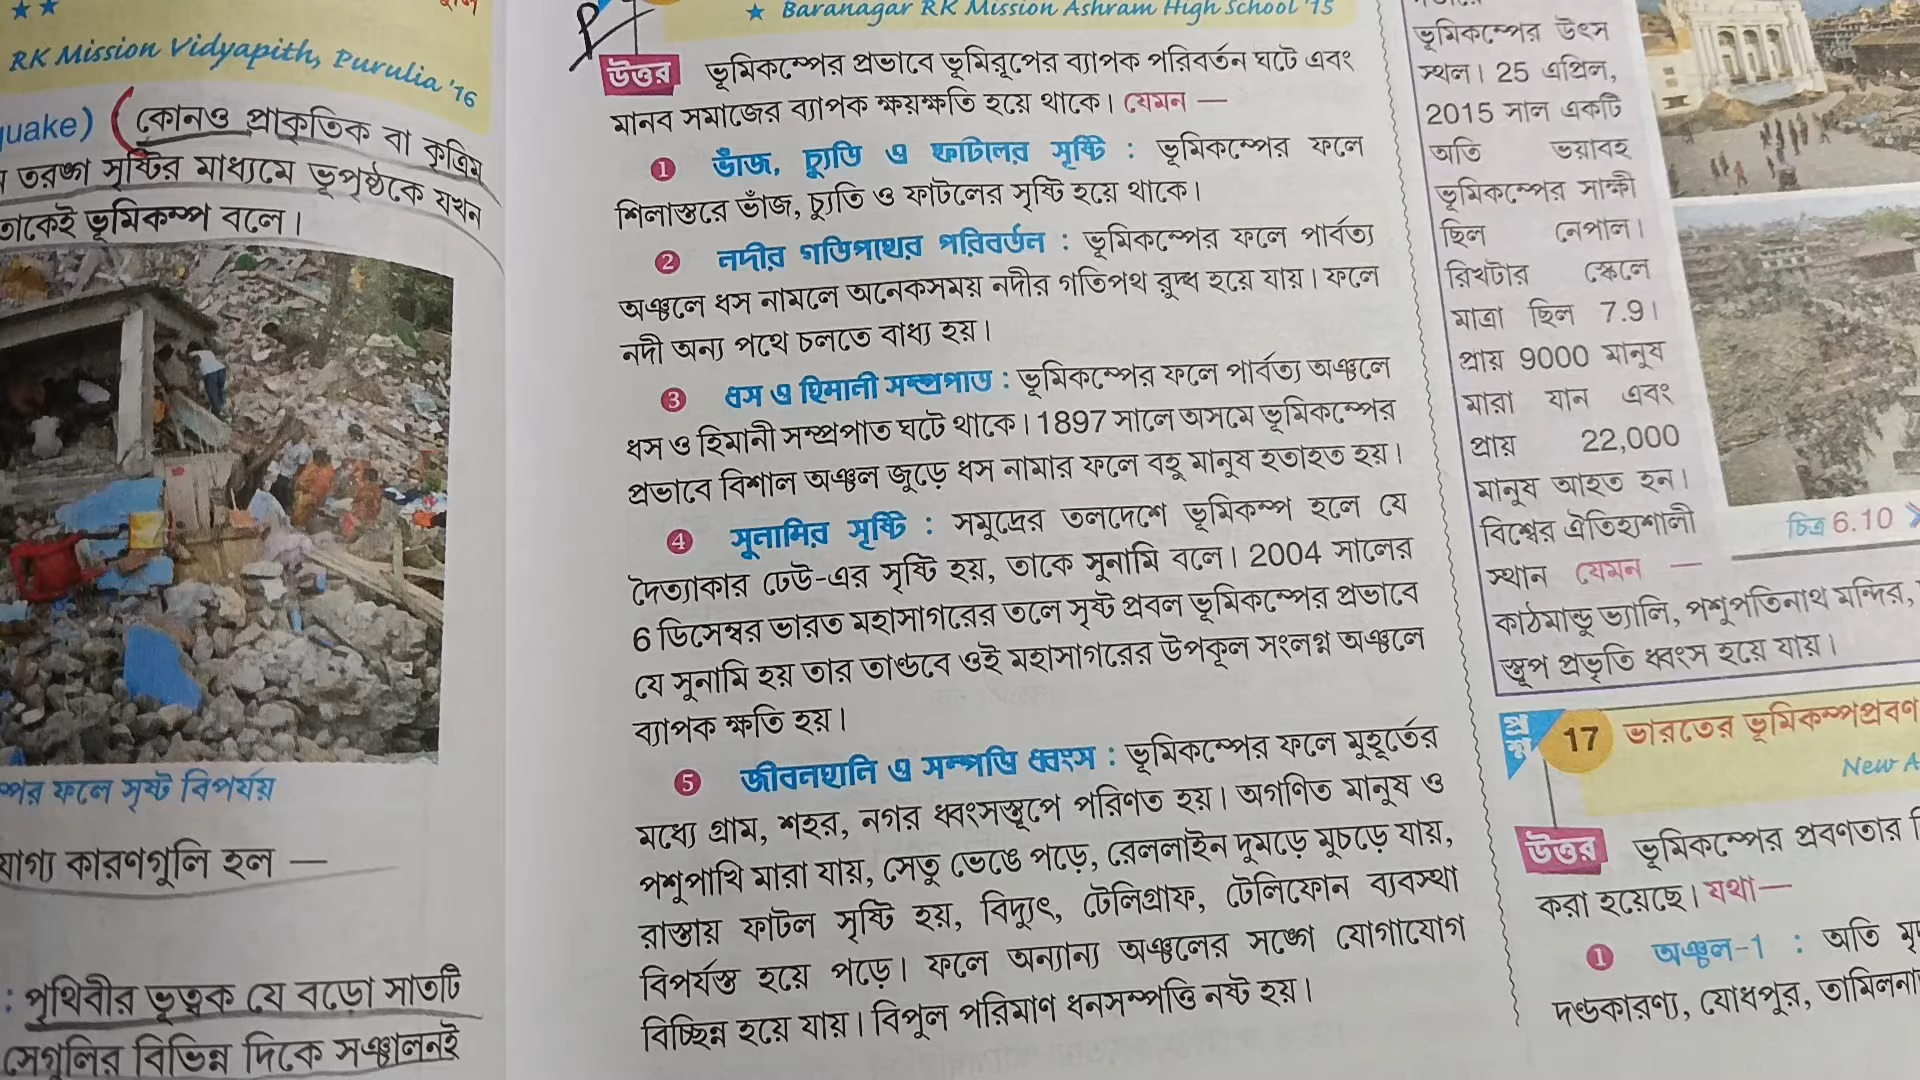 RK Mission Vidyapith, Purulia '16
quake) (কোনও প্রাকৃতিক বা কৃত্রিম
তরঙ্গ সৃষ্টির মাধ্যমে ভূপৃষ্ঠকে যখন
তাকেই ভূমিকম্প বলে।
ম্পের ফলে সৃষ্ট বিপর্যয়
যোগ্য কারণগুলি হল —
: পৃথিবীর ভূত্বক যে বড়ো সাতটি
সেগুলির বিভিন্ন দিকে সঞ্চালনই
★ Baranagar RK Mission Ashram High School '15
উত্তর ভূমিকম্পের প্রভাবে ভূমিরূপের ব্যাপক পরিবর্তন ঘটে এবং
মানব সমাজের ব্যাপক ক্ষয়ক্ষতি হয়ে থাকে। যেমন —
1 ভাঁজ, চ্যুতি ও ফাটলের সৃষ্টি : ভূমিকম্পের ফলে
শিলাস্তরে ভাঁজ, চ্যুতি ও ফাটলের সৃষ্টি হয়ে থাকে।
2 নদীর গতিপথের পরিবর্তন : ভূমিকম্পের ফলে পার্বত্য
অঞ্চলে ধস নামলে অনেকসময় নদীর গতিপথ রুদ্ধ হয়ে যায়। ফলে
নদী অন্য পথে চলতে বাধ্য হয়।
3 ধস ও হিমানী সম্প্রপাত : ভূমিকম্পের ফলে পার্বত্য অঞ্চলে
ধস ও হিমানী সম্প্রপাত ঘটে থাকে। 1897 সালে অসমে ভূমিকম্পের
প্রভাবে বিশাল অঞ্চল জুড়ে ধস নামার ফলে বহু মানুষ হতাহত হয়।
4 সুনামির সৃষ্টি : সমুদ্রের তলদেশে ভূমিকম্প হলে যে
দৈত্যাকার ঢেউ-এর সৃষ্টি হয়, তাকে সুনামি বলে। 2004 সালের
6 ডিসেম্বর ভারত মহাসাগরের তলে সৃষ্ট প্রবল ভূমিকম্পের প্রভাবে
যে সুনামি হয় তার তাণ্ডবে ওই মহাসাগরের উপকূল সংলগ্ন অঞ্চলে
ব্যাপক ক্ষতি হয়।
5 জীবনহানি ও সম্পত্তি ধ্বংস : ভূমিকম্পের ফলে মুহূর্তের
মধ্যে গ্রাম, শহর, নগর ধ্বংসস্তূপে পরিণত হয়। অগণিত মানুষ ও
পশুপাখি মারা যায়, সেতু ভেঙে পড়ে, রেললাইন দুমড়ে মুচড়ে যায়,
রাস্তায় ফাটল সৃষ্টি হয়, বিদ্যুৎ, টেলিগ্রাফ, টেলিফোন ব্যবস্থা
বিপর্যস্ত হয়ে পড়ে। ফলে অন্যান্য অঞ্চলের সঙ্গে যোগাযোগ
বিচ্ছিন্ন হয়ে যায়। বিপুল পরিমাণ ধনসম্পত্তি নষ্ট হয়।
ভূমিকম্পের উৎস
স্থল। 25 এপ্রিল,
2015 সাল একটি
অতি ভয়াবহ
ভূমিকম্পের সাক্ষী
ছিল নেপাল।
রিখটার স্কেলে
মাত্রা ছিল 7.9।
প্রায় 9000 মানুষ
মারা যান এবং
প্রায় 22,000
মানুষ আহত হন।
বিশ্বের ঐতিহ্যশালী
স্থান যেমন —
কাঠমান্ডু ভ্যালি, পশুপতিনাথ মন্দির,
স্তূপ প্রভৃতি ধ্বংস হয়ে যায়।
চিত্র 6.10
প্রশ্ন 17 ভারতের ভূমিকম্পপ্রবণ
New A
উত্তর ভূমিকম্পের প্রবণতার
করা হয়েছে। যথা—
1 অঞ্চল-1 : অতি মৃ
দণ্ডকারণ্য, যোধপুর, তামিলনা